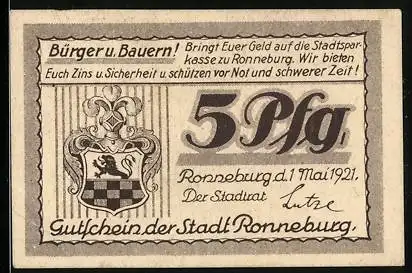 Bürger u. Bauern! Bringt Euer Geld auf die Stadtspar-
kasse zu Ronneburg. Wir bieten
Euch Zins u. Sicherheit u. schützen vor Not und schwerer Zeit!
5 Pfg.
Ronneburg d. 1 Mai 1921.
Der Stadtrat
Lutze
Gutschein der Stadt Ronneburg.